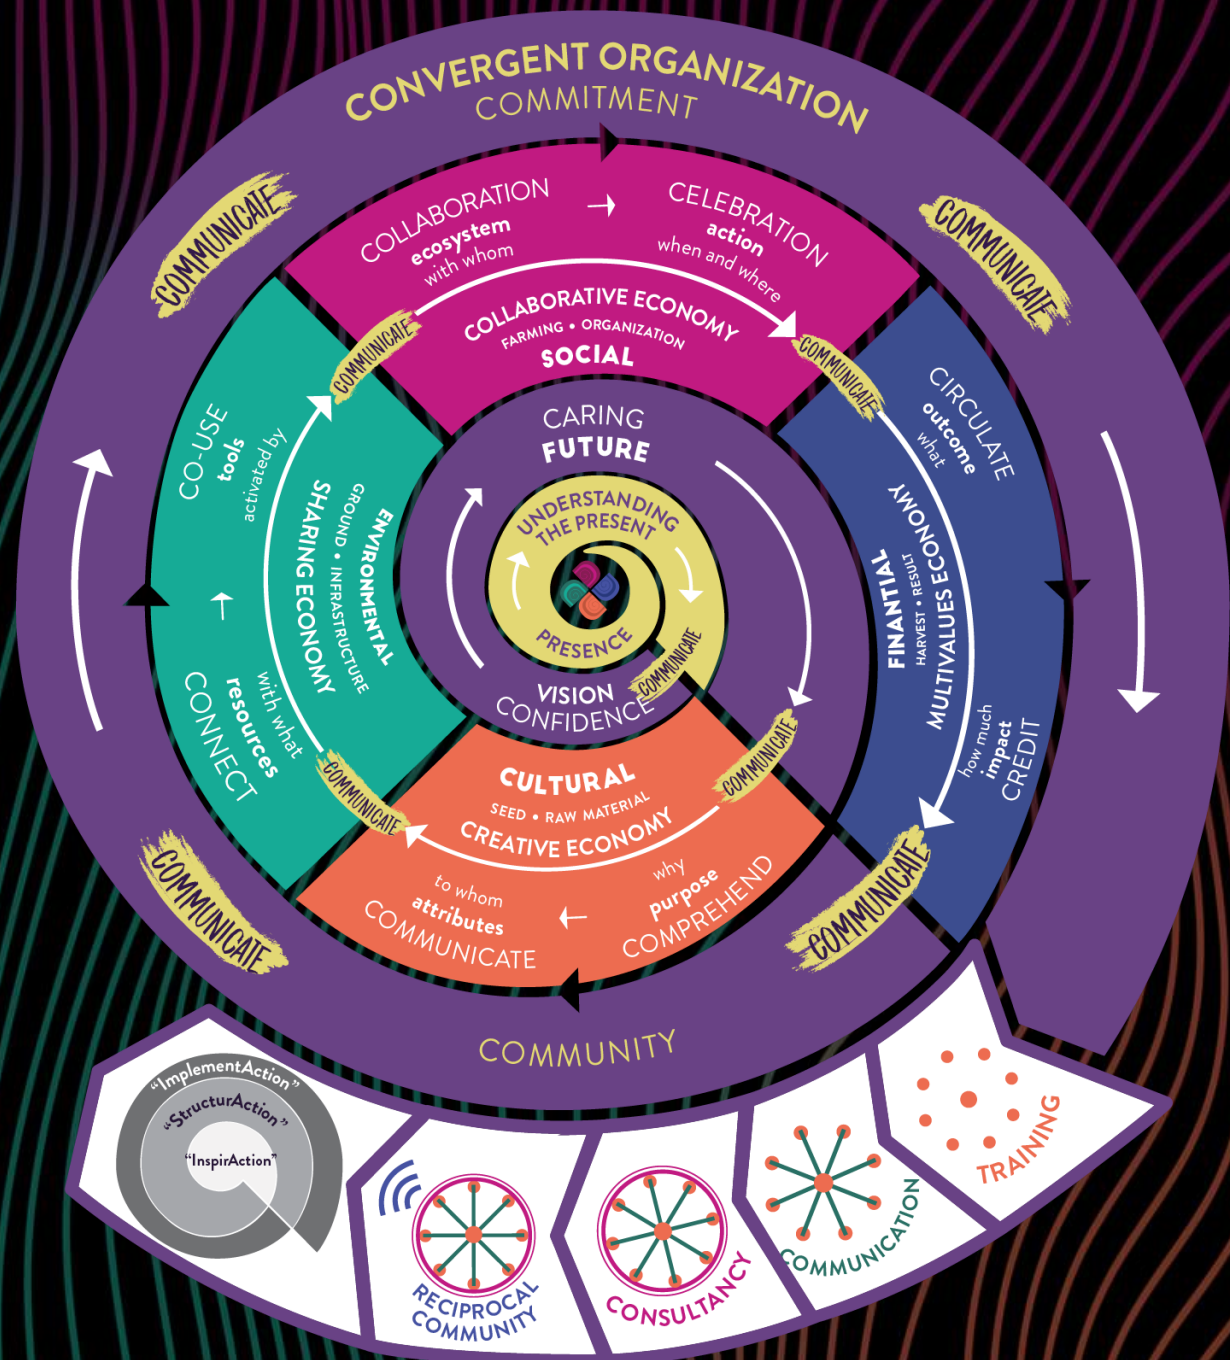 CONVERGENT ORGANIZATION
COMMITMENT
COMMUNICATE
COMMUNICATE
COLLABORATION
ecosystem
with whom
CELEBRATION
action
when and where
COLLABORATIVE ECONOMY
FARMING • ORGANIZATION
SOCIAL
COMMUNICATE
COMMUNICATE
CIRCULATE
outcome
what
FINANTIAL
HARVEST • RESULT
MULTIVALUES ECONOMY
how much
impact
CREDIT
COMMUNICATE
CO-USE
tools
activated by
ENVIRONMENTAL
GROUND • INFRASTRUCTURE
SHARING ECONOMY
with what
resources
CONNECT
COMMUNICATE
CARING
FUTURE
UNDERSTANDING
THE PRESENT
PRESENCE
COMMUNICATE
VISION
CONFIDENCE
COMMUNICATE
CULTURAL
SEED • RAW MATERIAL
CREATIVE ECONOMY
why
purpose
COMPREHEND
to whom
attributes
COMMUNICATE
COMMUNICATE
COMMUNITY
“ImplementAction”
“StructurAction”
“InspirAction”
RECIPROCAL
COMMUNITY
CONSULTANCY
COMMUNICATION
TRAINING